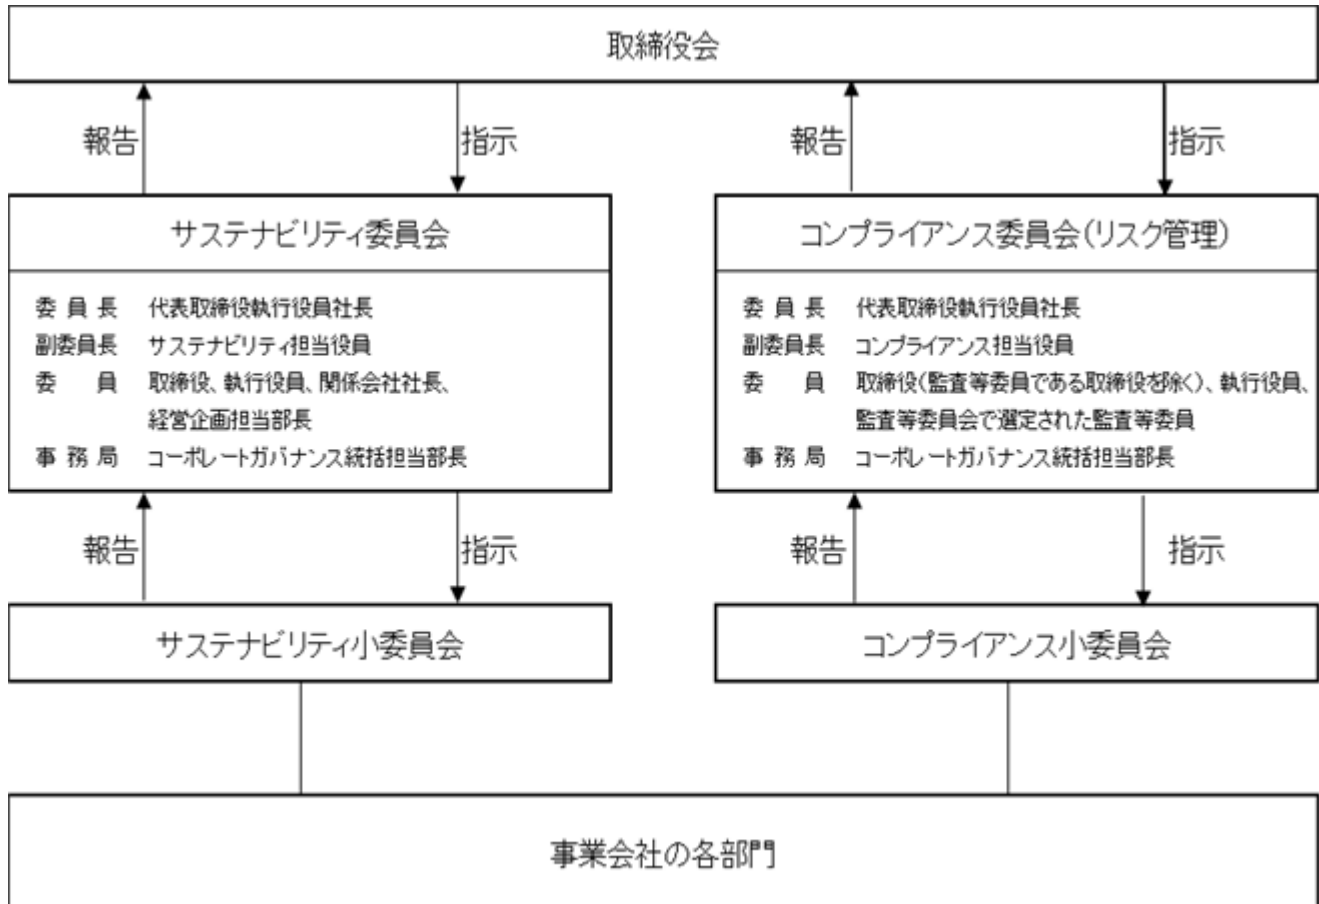 取締役会
報告
指示
報告
指示
サステナビリティ委員会
委 員 長 代表取締役執行役員社長
副委員長 サステナビリティ担当役員
委 員 取締役、執行役員、関係会社社長、
経営企画担当部長
事 務 局 コーポレートガバナンス統括担当部長
コンプライアンス委員会(リスク管理)
委 員 長 代表取締役執行役員社長
副委員長 コンプライアンス担当役員
委 員 取締役(監査等委員である取締役を除く)、執行役員、
監査等委員会で選定された監査等委員
事 務 局 コーポレートガバナンス統括担当部長
報告
指示
報告
指示
サステナビリティ小委員会
コンプライアンス小委員会
事業会社の各部門